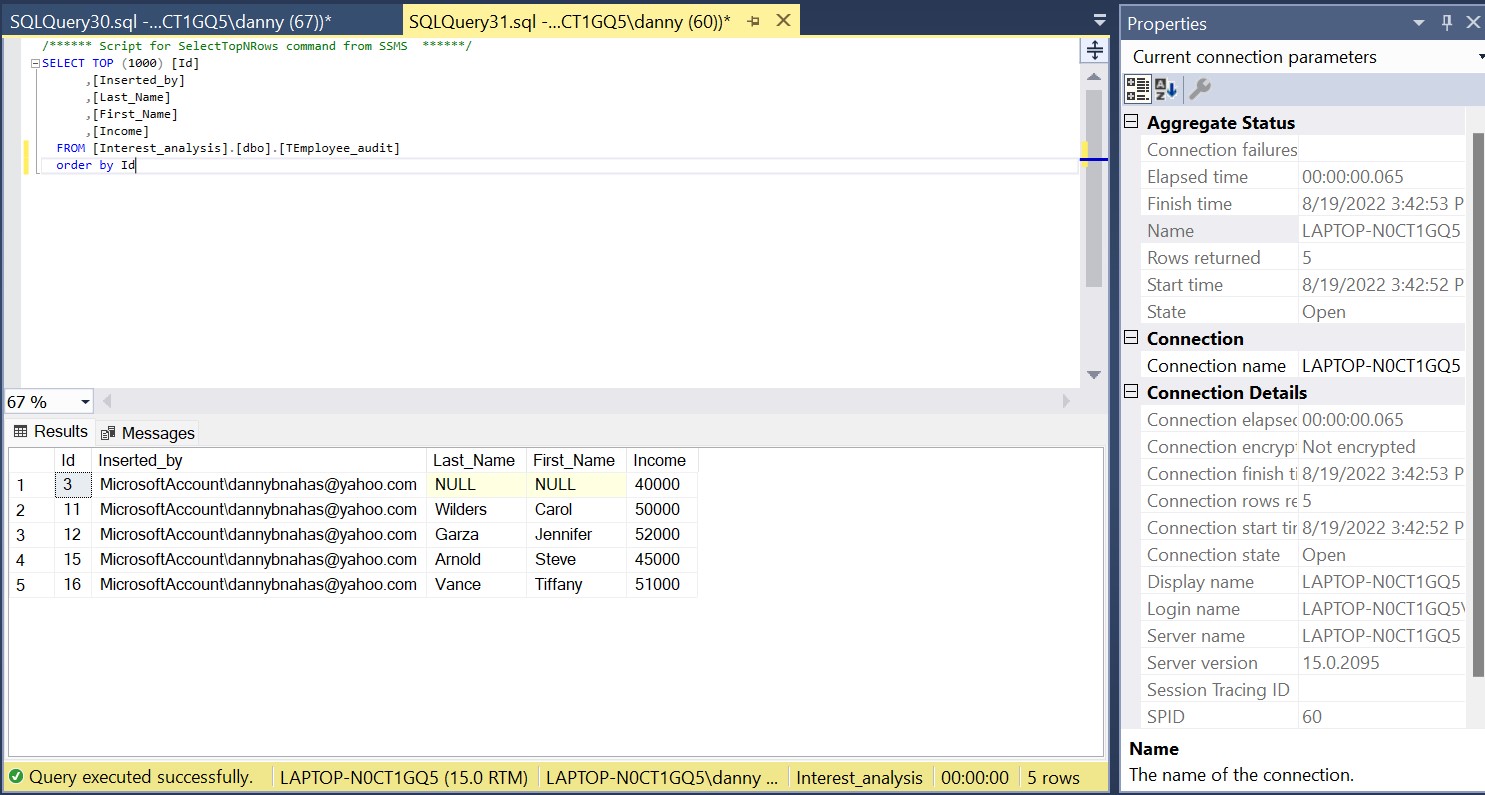 SQLQuery30.sql -...CT1GQ5\danny (67))*
SQLQuery31.sql -...CT1GQ5\danny (60))*
/****** Script for SelectTopNRows command from SSMS  ******/
SELECT TOP (1000) [Id]
,[Inserted_by]
,[Last_Name]
,[First_Name]
,[Income]
FROM [Interest_analysis].[dbo].[TEmployee_audit]
order by Id
67 %
Results Messages
Id Inserted_by Last_Name First_Name Income
1 3 MicrosoftAccount\dannybnahas@yahoo.com NULL NULL 40000
2 11 MicrosoftAccount\dannybnahas@yahoo.com Wilders Carol 50000
3 12 MicrosoftAccount\dannybnahas@yahoo.com Garza Jennifer 52000
4 15 MicrosoftAccount\dannybnahas@yahoo.com Arnold Steve 45000
5 16 MicrosoftAccount\dannybnahas@yahoo.com Vance Tiffany 51000
Query executed successfully. LAPTOP-N0CT1GQ5 (15.0 RTM) LAPTOP-N0CT1GQ5\danny ... Interest_analysis 00:00:00 5 rows
Properties
Current connection parameters
Aggregate Status
Connection failures
Elapsed time 00:00:00.065
Finish time 8/19/2022 3:42:53 P
Name LAPTOP-N0CT1GQ5
Rows returned 5
Start time 8/19/2022 3:42:52 P
State Open
Connection
Connection name LAPTOP-N0CT1GQ5
Connection Details
Connection elapsec 00:00:00.065
Connection encrypt Not encrypted
Connection finish ti 8/19/2022 3:42:53 P
Connection rows re 5
Connection start tir 8/19/2022 3:42:52 P
Connection state Open
Display name LAPTOP-N0CT1GQ5
Login name LAPTOP-N0CT1GQ5\
Server name LAPTOP-N0CT1GQ5
Server version 15.0.2095
Session Tracing ID
SPID 60
Name
The name of the connection.